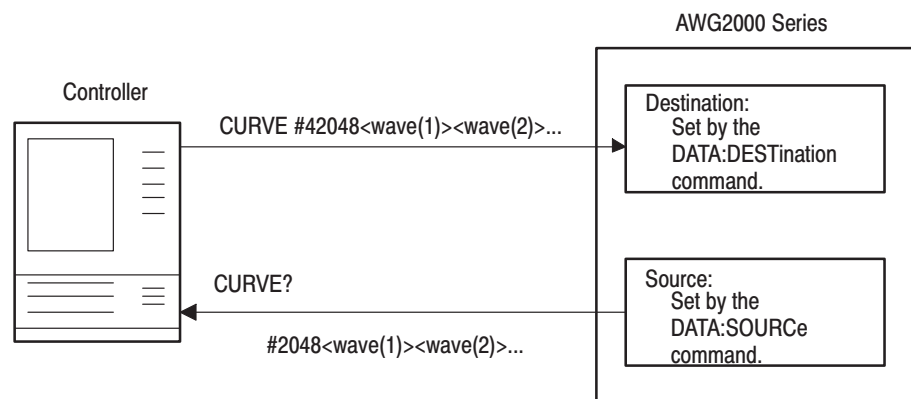 AWG2000 Series
Controller
CURVE #42048<wave(1)><wave(2)>...
Destination:
Set by the
DATA:DESTination
command.
CURVE?
#2048<wave(1)><wave(2)>...
Source:
Set by the
DATA:SOURCe
command.